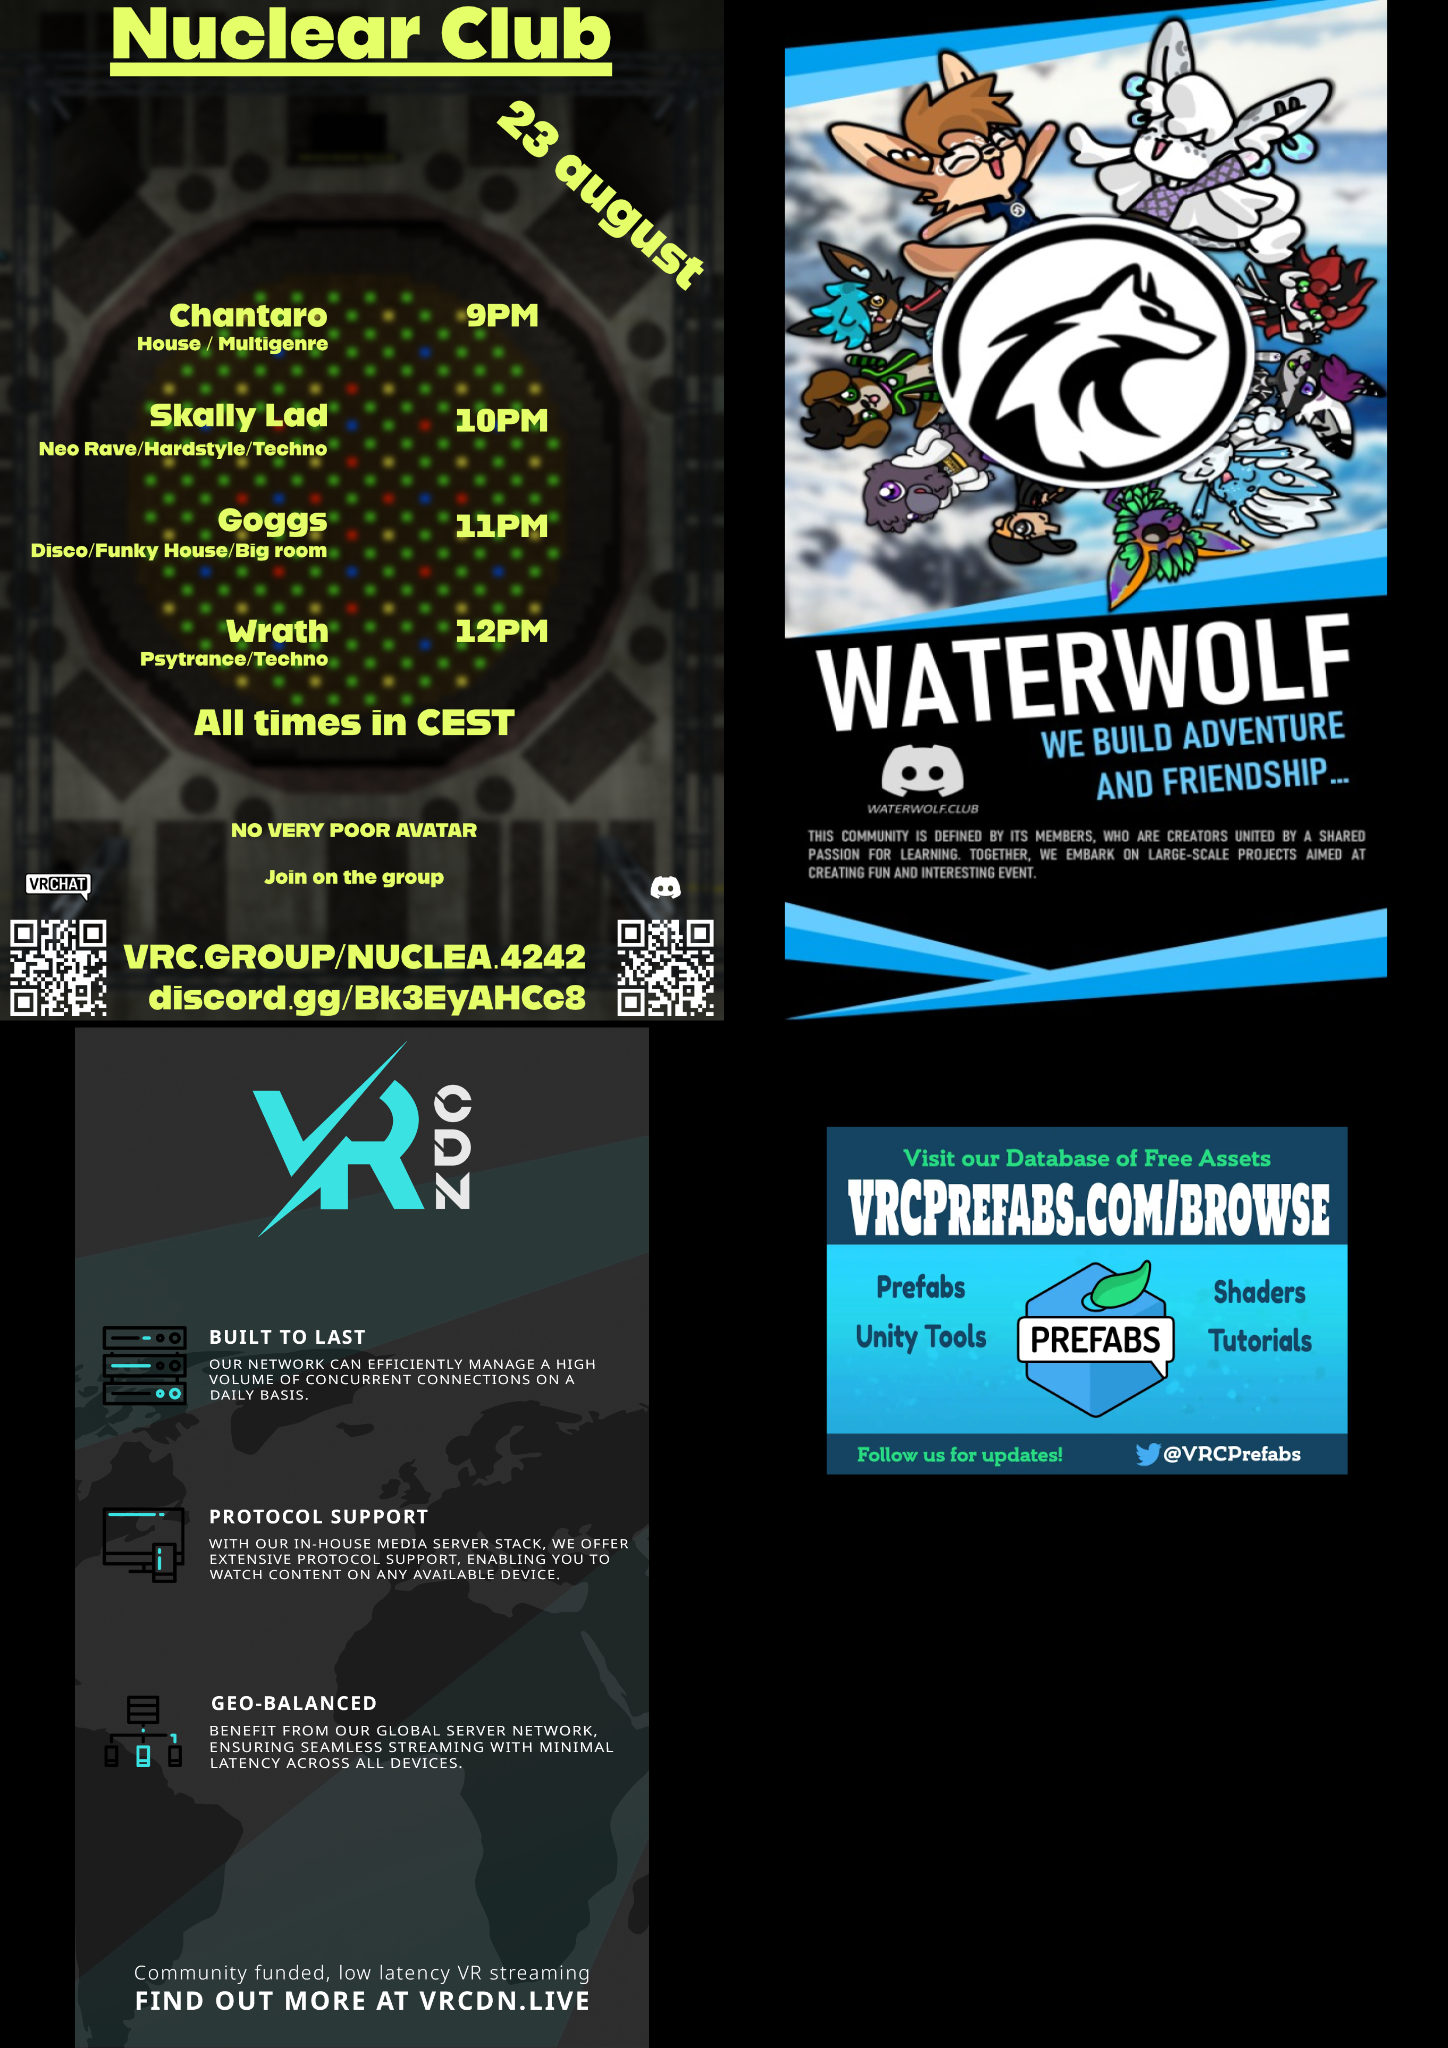 Nuclear Club
23 august
Chantaro 9PM
House / Multigenre
Skally Lad 10PM
Neo Rave/Hardstyle/Techno
Goggs 11PM
Disco/Funky House/Big room
Wrath 12PM
Psytrance/Techno
All times in CEST
NO VERY POOR AVATAR
Join on the group
VRCHAT
VRC.GROUP/NUCLEA.4242
discord.gg/Bk3EyAHCc8
WATERWOLF
WE BUILD ADVENTURE
AND FRIENDSHIP...
WATERWOLF.CLUB
THIS COMMUNITY IS DEFINED BY ITS MEMBERS, WHO ARE CREATORS UNITED BY A SHARED
PASSION FOR LEARNING. TOGETHER, WE EMBARK ON LARGE-SCALE PROJECTS AIMED AT
CREATING FUN AND INTERESTING EVENT.
VR CDN
BUILT TO LAST
OUR NETWORK CAN EFFICIENTLY MANAGE A HIGH
VOLUME OF CONCURRENT CONNECTIONS ON A
DAILY BASIS.
PROTOCOL SUPPORT
WITH OUR IN-HOUSE MEDIA SERVER STACK, WE OFFER
EXTENSIVE PROTOCOL SUPPORT, ENABLING YOU TO
WATCH CONTENT ON ANY AVAILABLE DEVICE.
GEO-BALANCED
BENEFIT FROM OUR GLOBAL SERVER NETWORK,
ENSURING SEAMLESS STREAMING WITH MINIMAL
LATENCY ACROSS ALL DEVICES.
Community funded, low latency VR streaming
FIND OUT MORE AT VRCDN.LIVE
Visit our Database of Free Assets
VRCPREFABS.COM/BROWSE
Prefabs
Unity Tools
PREFABS
Shaders
Tutorials
Follow us for updates!
@VRCPrefabs